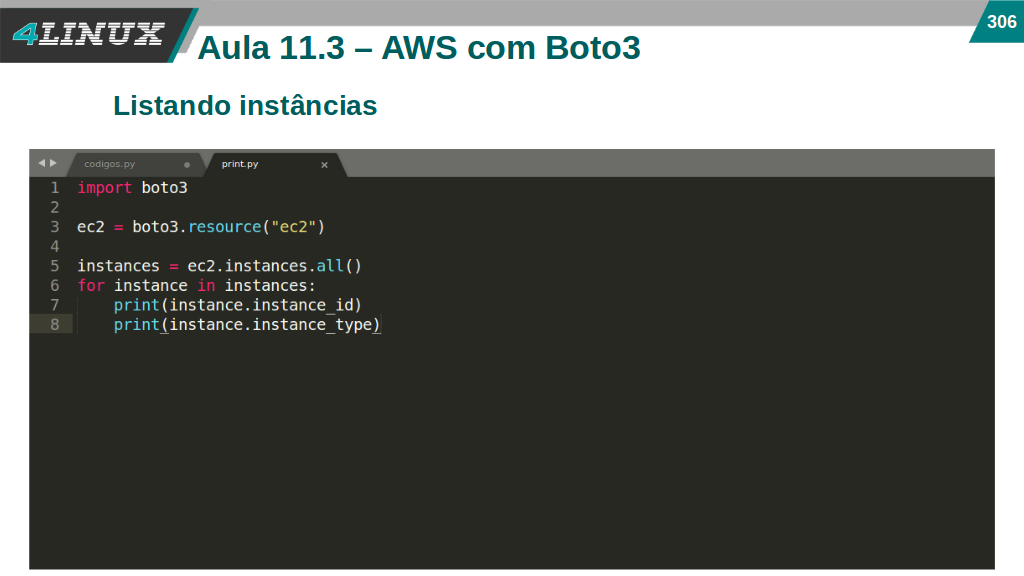 4LINUX
306
Aula 11.3 – AWS com Boto3
Listando instâncias
codigos.py
print.py
1 import boto3
2
3 ec2 = boto3.resource("ec2")
4
5 instances = ec2.instances.all()
6 for instance in instances:
7     print(instance.instance_id)
8     print(instance.instance_type)